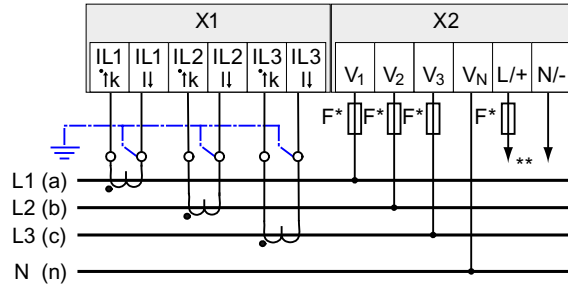 X1 X2
IL1 IL1 IL2 IL2 IL3 IL3
k l k l k l V1 V2 V3 VN L/+ N/-
F* F* F* F*
**
L1 (a)
L2 (b)
L3 (c)
N (n)